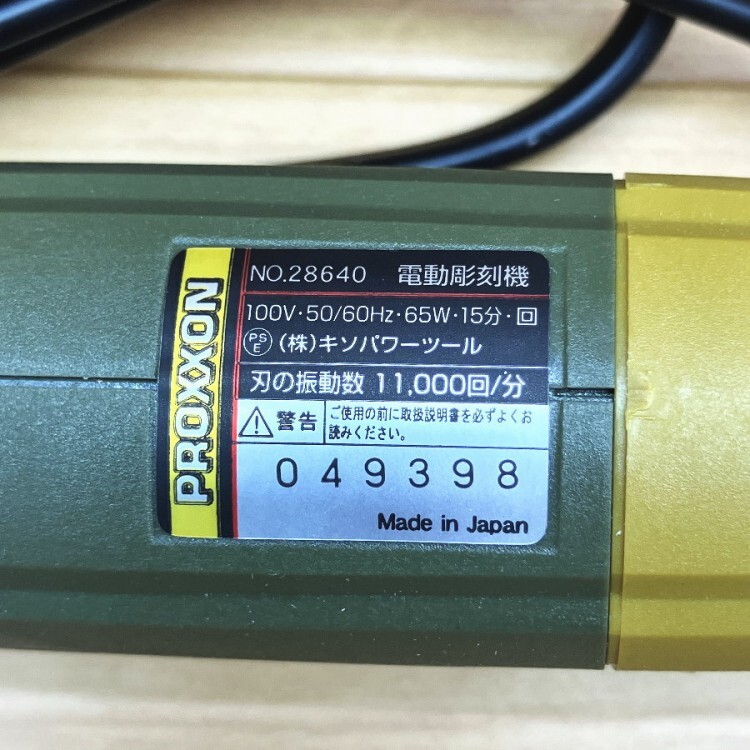 PROXXON
NO.28640 電動彫刻機
100V・50/60Hz・65W・15分・回
PSE (株)キソパワーツール
刃の振動数 11,000回/分
警告 ご使用の前に取扱説明書を必ずよくお
読みください。
049398
Made in Japan